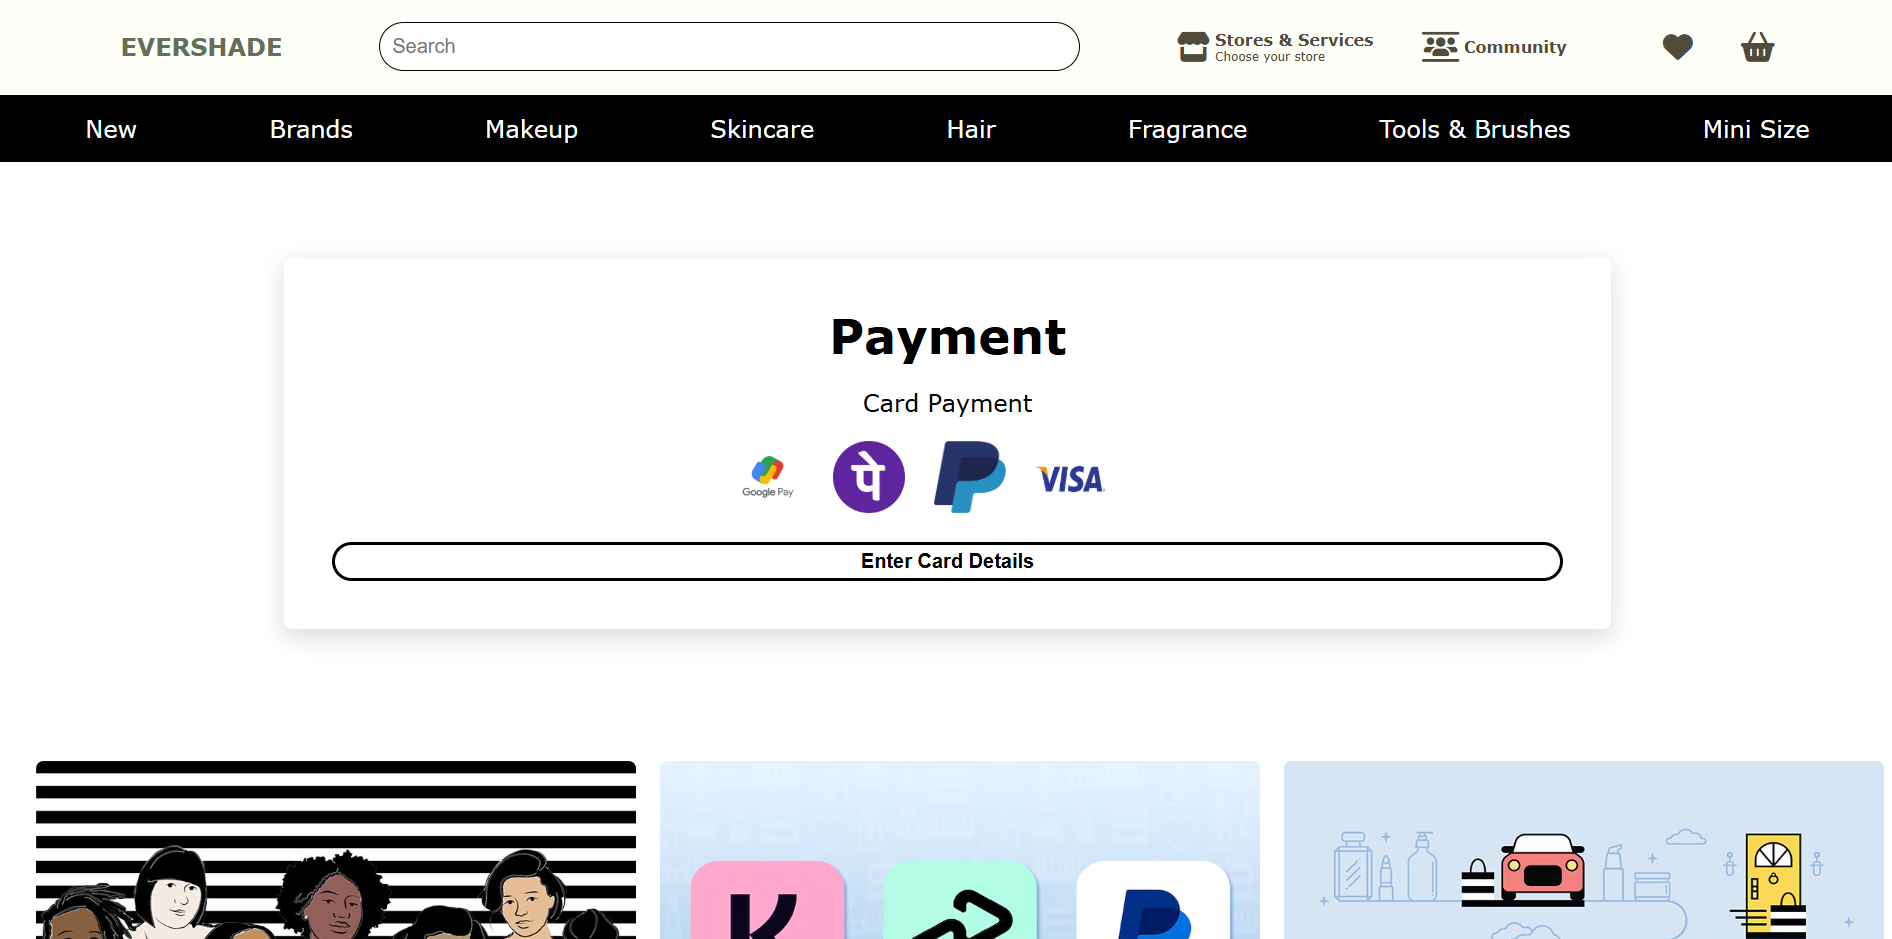 EVERSHADE
Search
Stores & Services
Choose your store
Community
New Brands Makeup Skincare Hair Fragrance Tools & Brushes Mini Size
Payment
Card Payment
Google Pay पे VISA
Enter Card Details
K